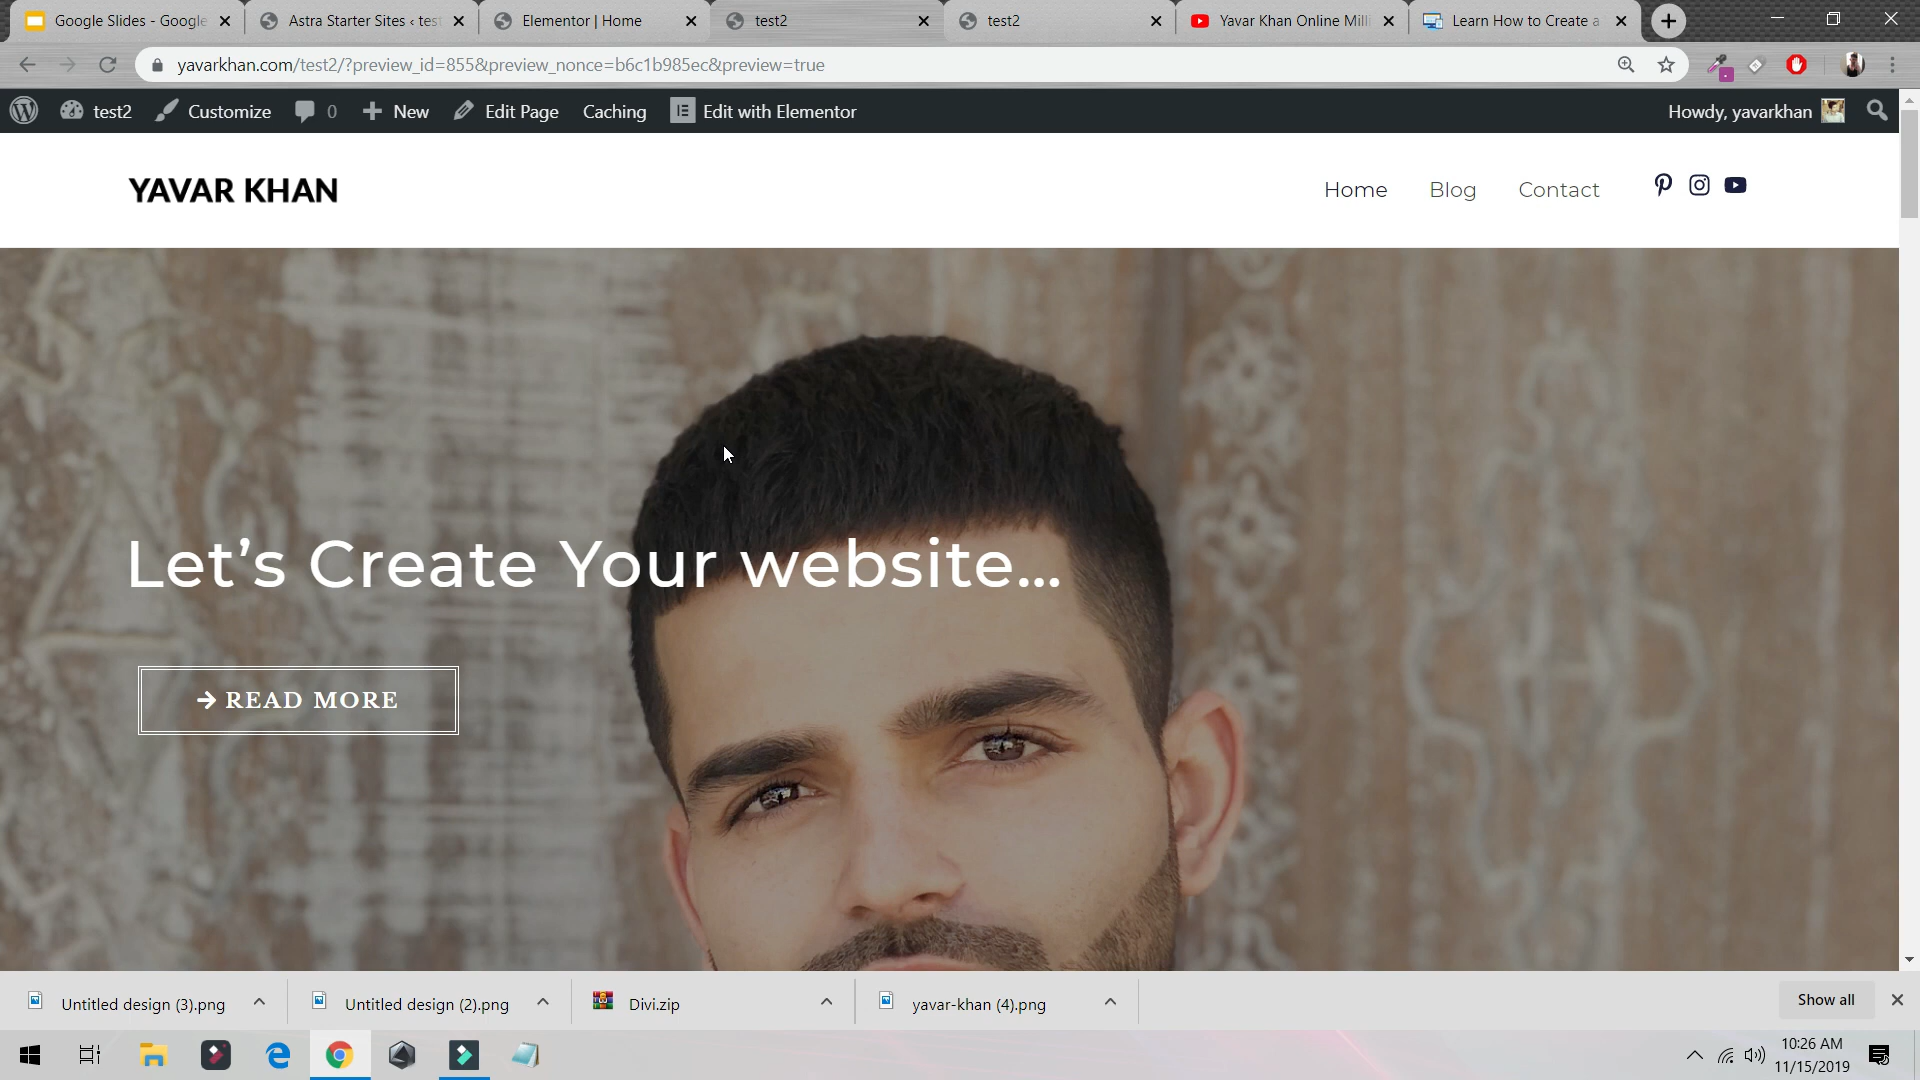 Google Slides - Google
Astra Starter Sites ‹ test
Elementor | Home
test2
test2
Yavar Khan Online Milli
Learn How to Create a
yavarkhan.com/test2/?preview_id=855&preview_nonce=b6c1b985ec&preview=true
test2
Customize
0
New
Edit Page
Caching
Edit with Elementor
Howdy, yavarkhan
YAVAR KHAN
Home
Blog
Contact
Let’s Create Your website...
READ MORE
Untitled design (3).png
Untitled design (2).png
Divi.zip
yavar-khan (4).png
Show all
10:26 AM
11/15/2019